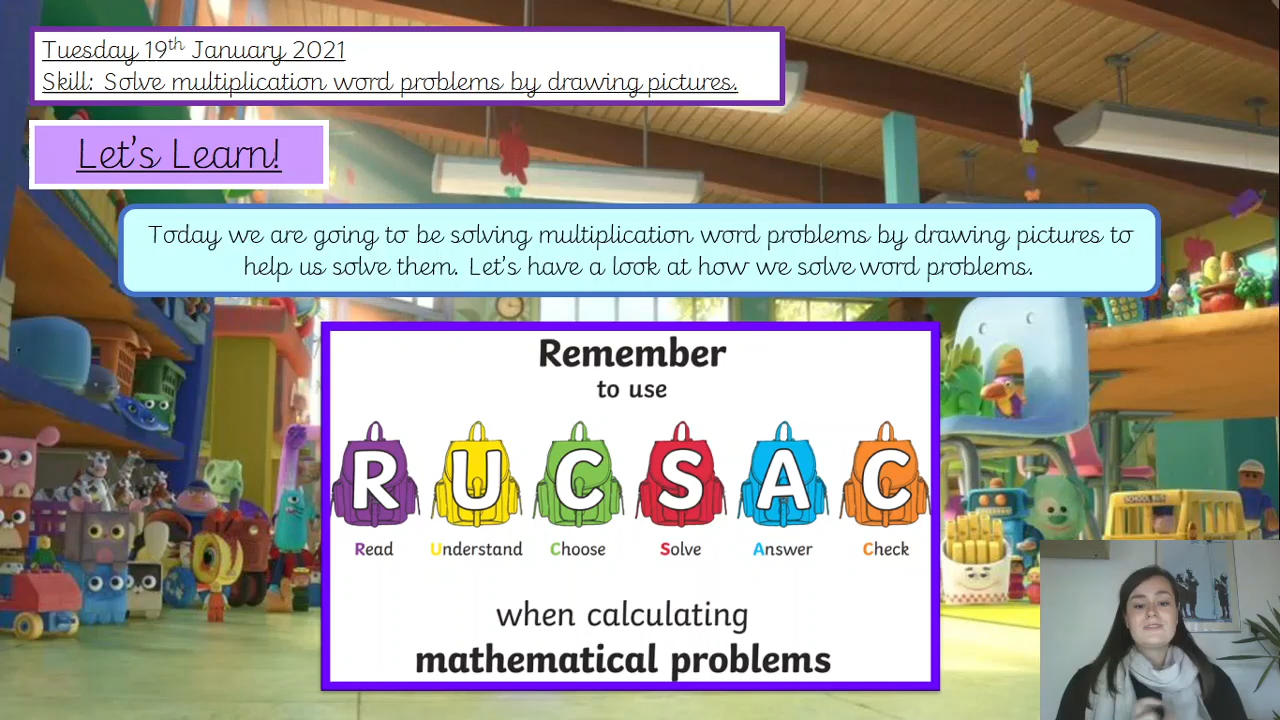 Tuesday 19th January 2021
Skill: Solve multiplication word problems by drawing pictures.
Let's Learn!
Today we are going to be solving multiplication word problems by drawing pictures to
help us solve them. Let's have a look at how we solve word problems.
Remember
to use
R U C S A C
Read Understand Choose Solve Answer Check
when calculating
mathematical problems
SCHOOL BUS